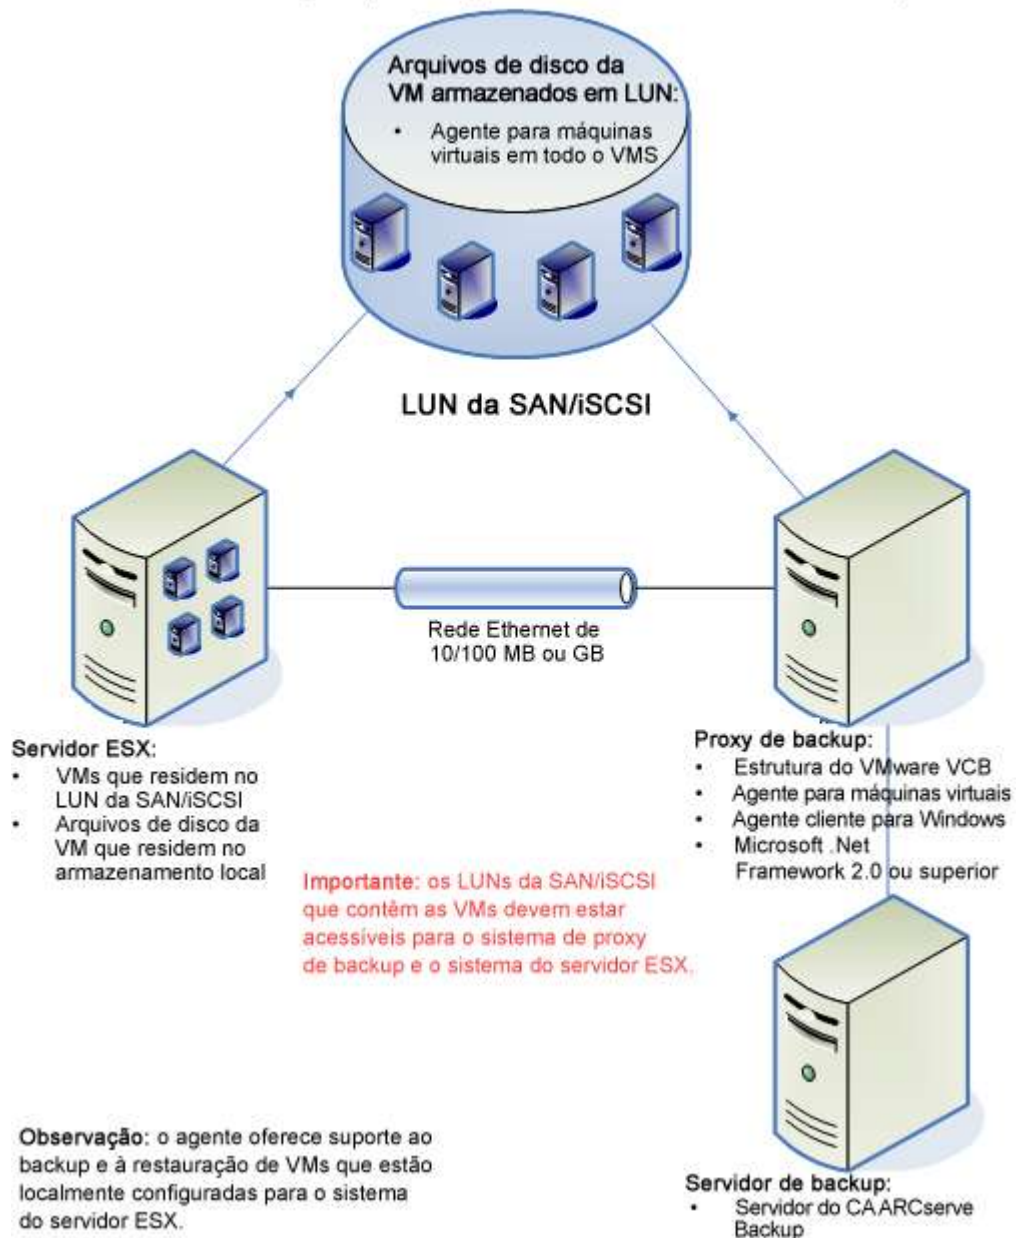 Arquivos de disco da
VM armazenados em LUN:
• Agente para máquinas
virtuais em todo o VMS
LUN da SAN/iSCSI
Rede Ethernet de
10/100 MB ou GB
Servidor ESX:
• VMs que residem no
LUN da SAN/iSCSI
• Arquivos de disco da
VM que residem no
armazenamento local
Proxy de backup:
• Estrutura do VMware VCB
• Agente para máquinas virtuais
• Agente cliente para Windows
• Microsoft .Net
Framework 2.0 ou superior
Importante: os LUNs da SAN/iSCSI
que contêm as VMs devem estar
acessíveis para o sistema de proxy
de backup e o sistema do servidor ESX.
Observação: o agente oferece suporte ao
backup e à restauração de VMs que estão
localmente configuradas para o sistema
do servidor ESX.
Servidor de backup:
• Servidor do CA ARCserve
Backup